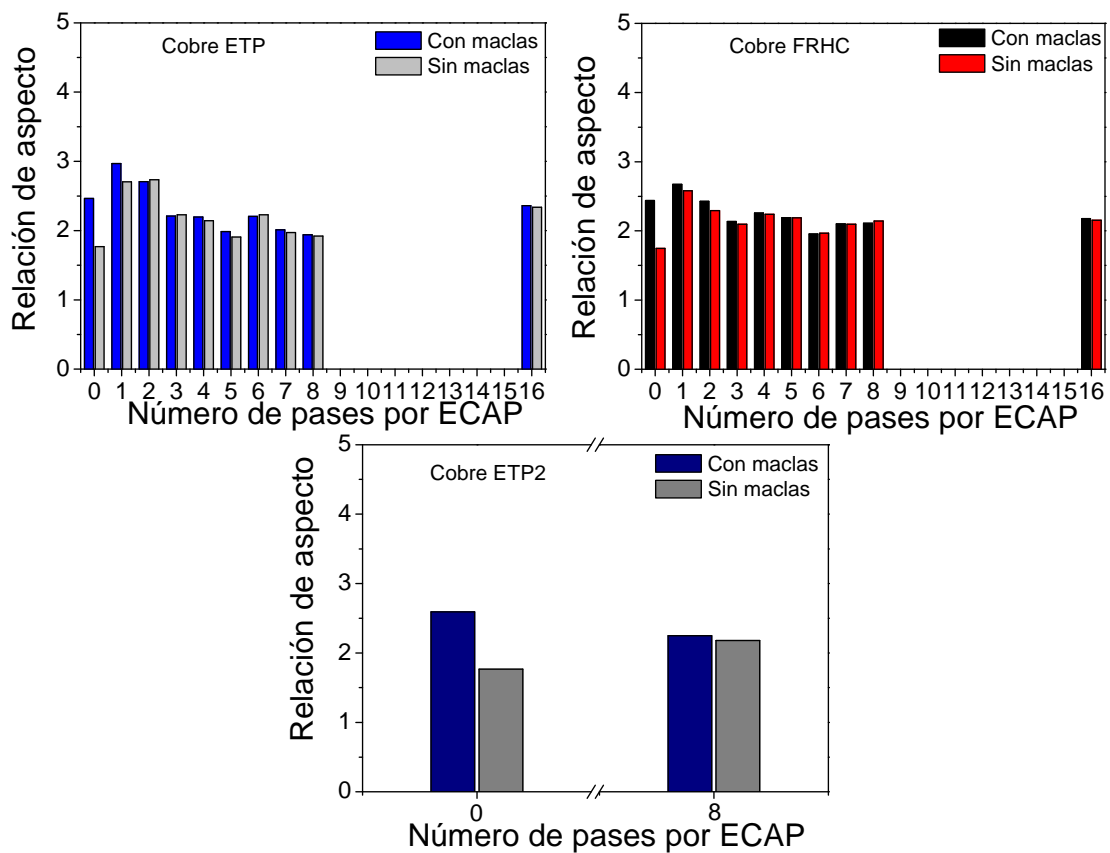 Cobre ETP
Con maclas
Sin maclas
Relación de aspecto
5
4
3
2
1
0
0 1 2 3 4 5 6 7 8 9 10 11 12 13 14 15 16
Número de pases por ECAP
Cobre FRHC
Con maclas
Sin maclas
Relación de aspecto
5
4
3
2
1
0
0 1 2 3 4 5 6 7 8 9 10 11 12 13 14 15 16
Número de pases por ECAP
Cobre ETP2
Con maclas
Sin maclas
Relación de aspecto
5
4
3
2
1
0
0 8
Número de pases por ECAP